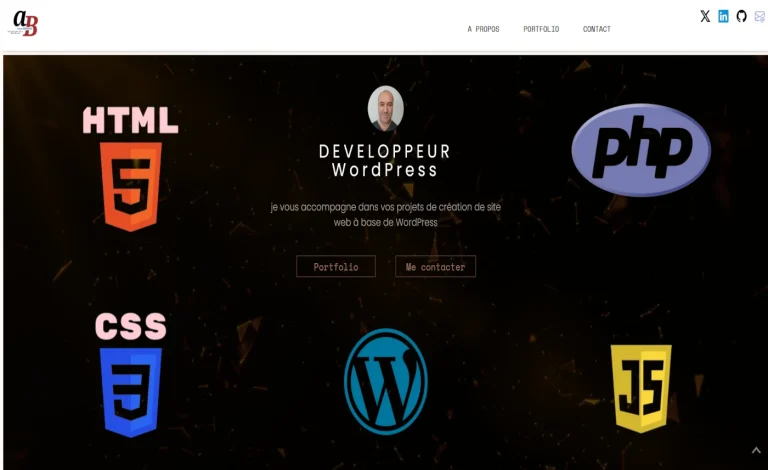 aB
A PROPOS
PORTFOLIO
CONTACT
X
in
HTML
5
php
DEVELOPPEUR
WordPress
je vous accompagne dans vos projets de création de site
web à base de WordPress
Portfolio
Me contacter
CSS
3
W
JS